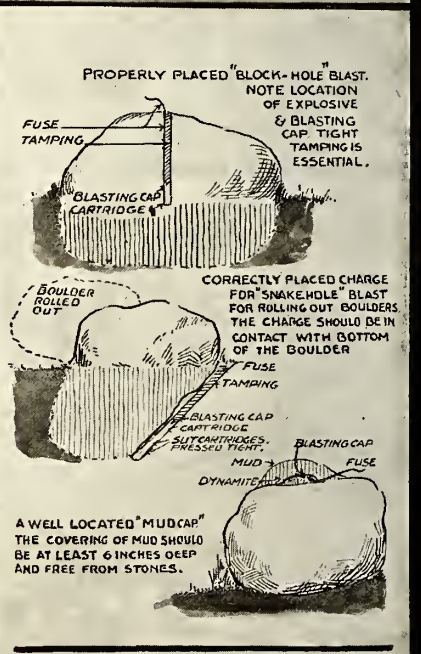 PROPERLY PLACED "BLOCK-HOLE" BLAST.
NOTE LOCATION
OF EXPLOSIVE
& BLASTING
CAP. TIGHT
TAMPING IS
ESSENTIAL.
FUSE
TAMPING
BLASTING CAP
CARTRIDGE
CORRECTLY PLACED CHARGE
FOR "SNAKEHOLE" BLAST
FOR ROLLING OUT BOULDERS.
THE CHARGE SHOULD BE IN
CONTACT WITH BOTTOM
OF THE BOULDER
BOULDER
ROLLED
OUT
FUSE
TAMPING
BLASTING CAP
CARTRIDGE
SLIT CARTRIDGES.
PRESSED TIGHT.
BLASTING CAP
MUD
FUSE
DYNAMITE
A WELL LOCATED "MUDCAP."
THE COVERING OF MUD SHOULD
BE AT LEAST 6 INCHES DEEP
AND FREE FROM STONES.